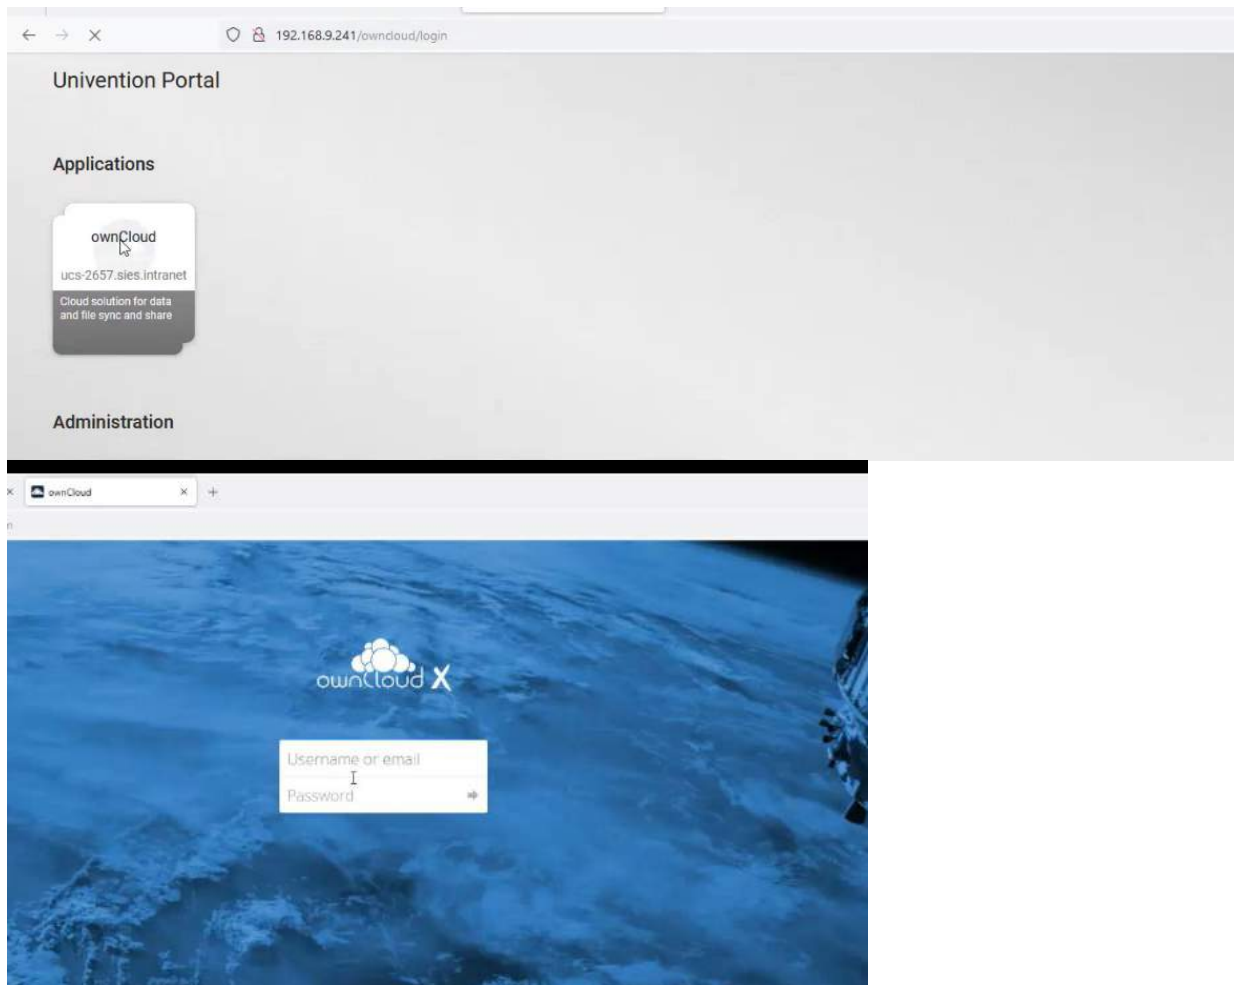 192.168.9.241/owncloud/login
Univention Portal
Applications
ownCloud
ucs-2657.sies.intranet
Cloud solution for data
and file sync and share
Administration
ownCloud
ownCloud X
Username or email
Password